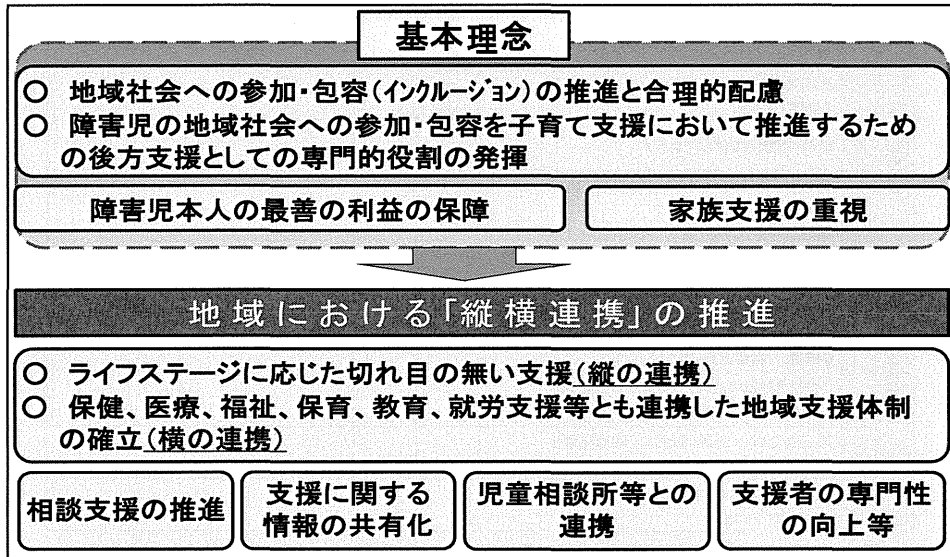 基本理念
○ 地域社会への参加・包容(インクルージョン)の推進と合理的配慮
○ 障害児の地域社会への参加・包容を子育て支援において推進するため
の後方支援としての専門的役割の発揮
障害児本人の最善の利益の保障
家族支援の重視
地域における「縦横連携」の推進
○ ライフステージに応じた切れ目の無い支援(縦の連携)
○ 保健、医療、福祉、保育、教育、就労支援等とも連携した地域支援体制
の確立(横の連携)
相談支援の推進
支援に関する
情報の共有化
児童相談所等との
連携
支援者の専門性
の向上等